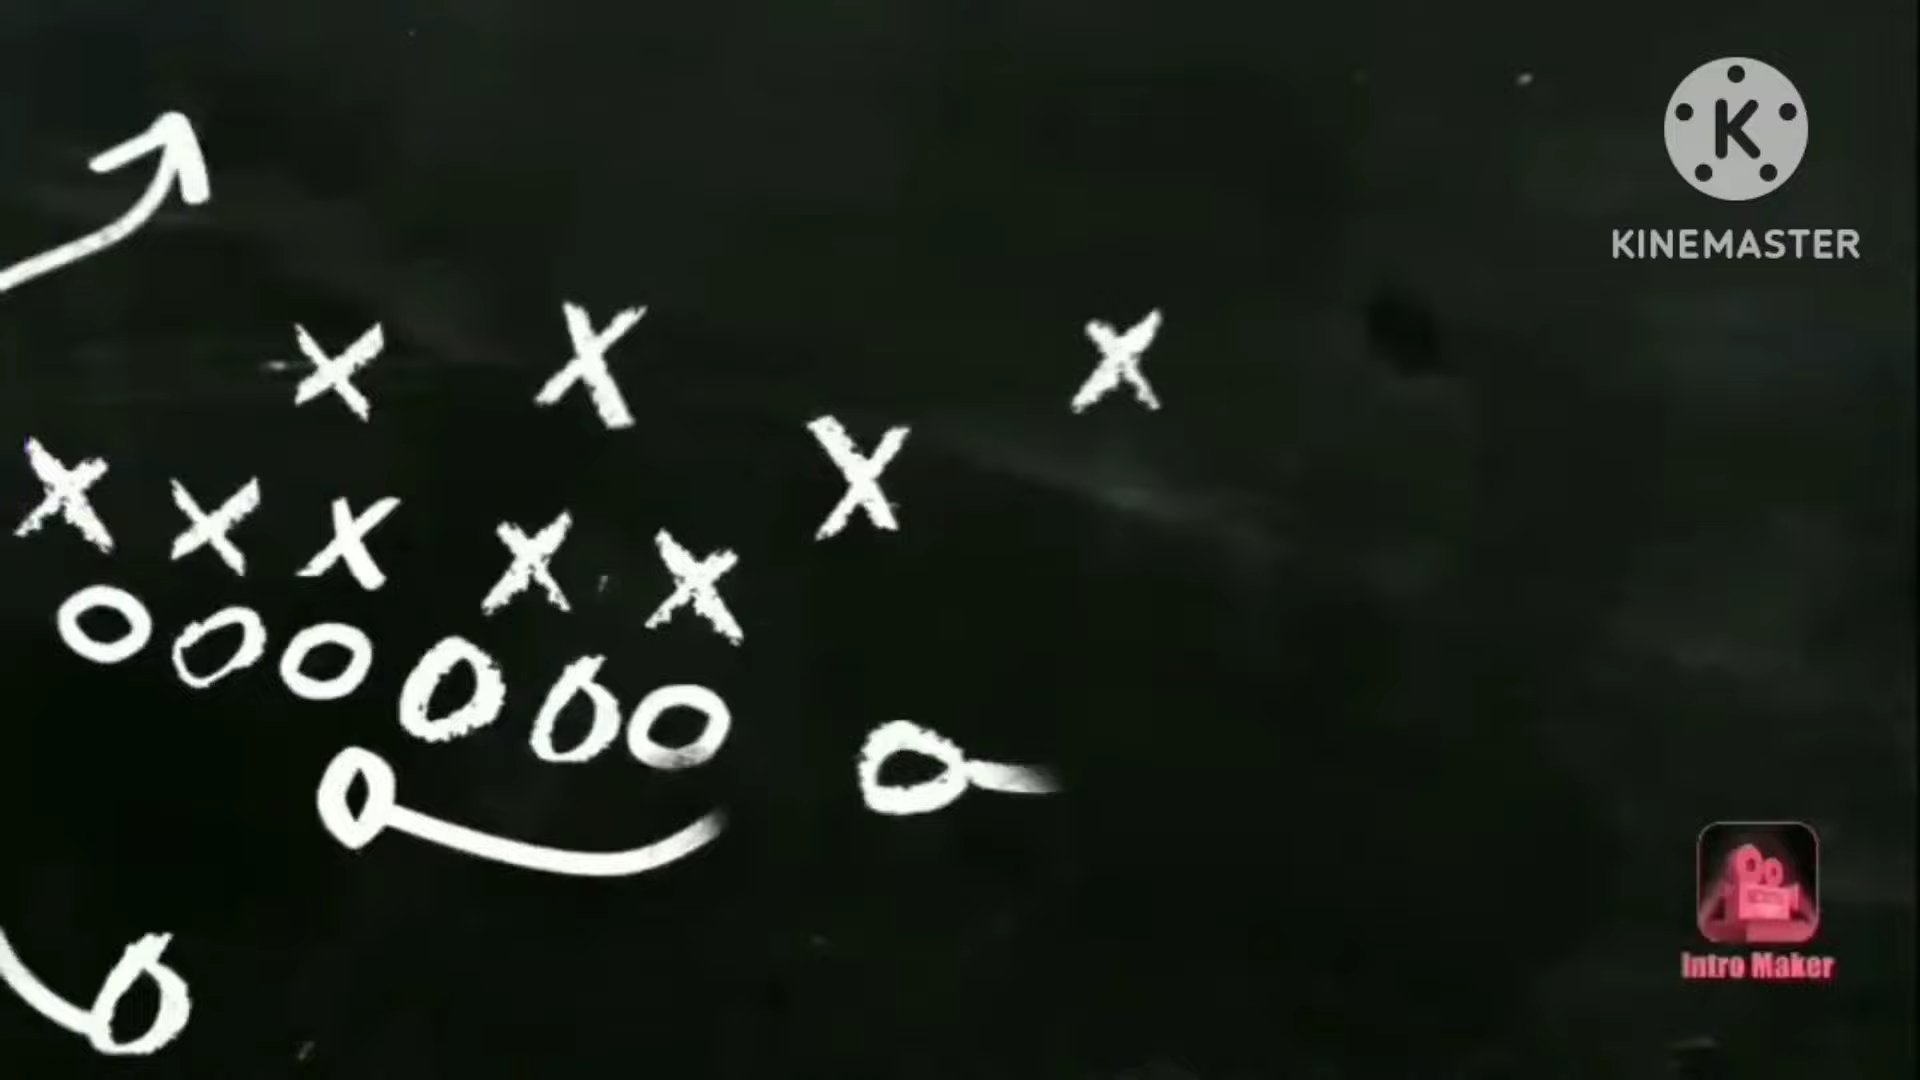 K
KINEMASTER
X X X
X
X X X X X
O O O O O O
O
O
O
Intro Maker